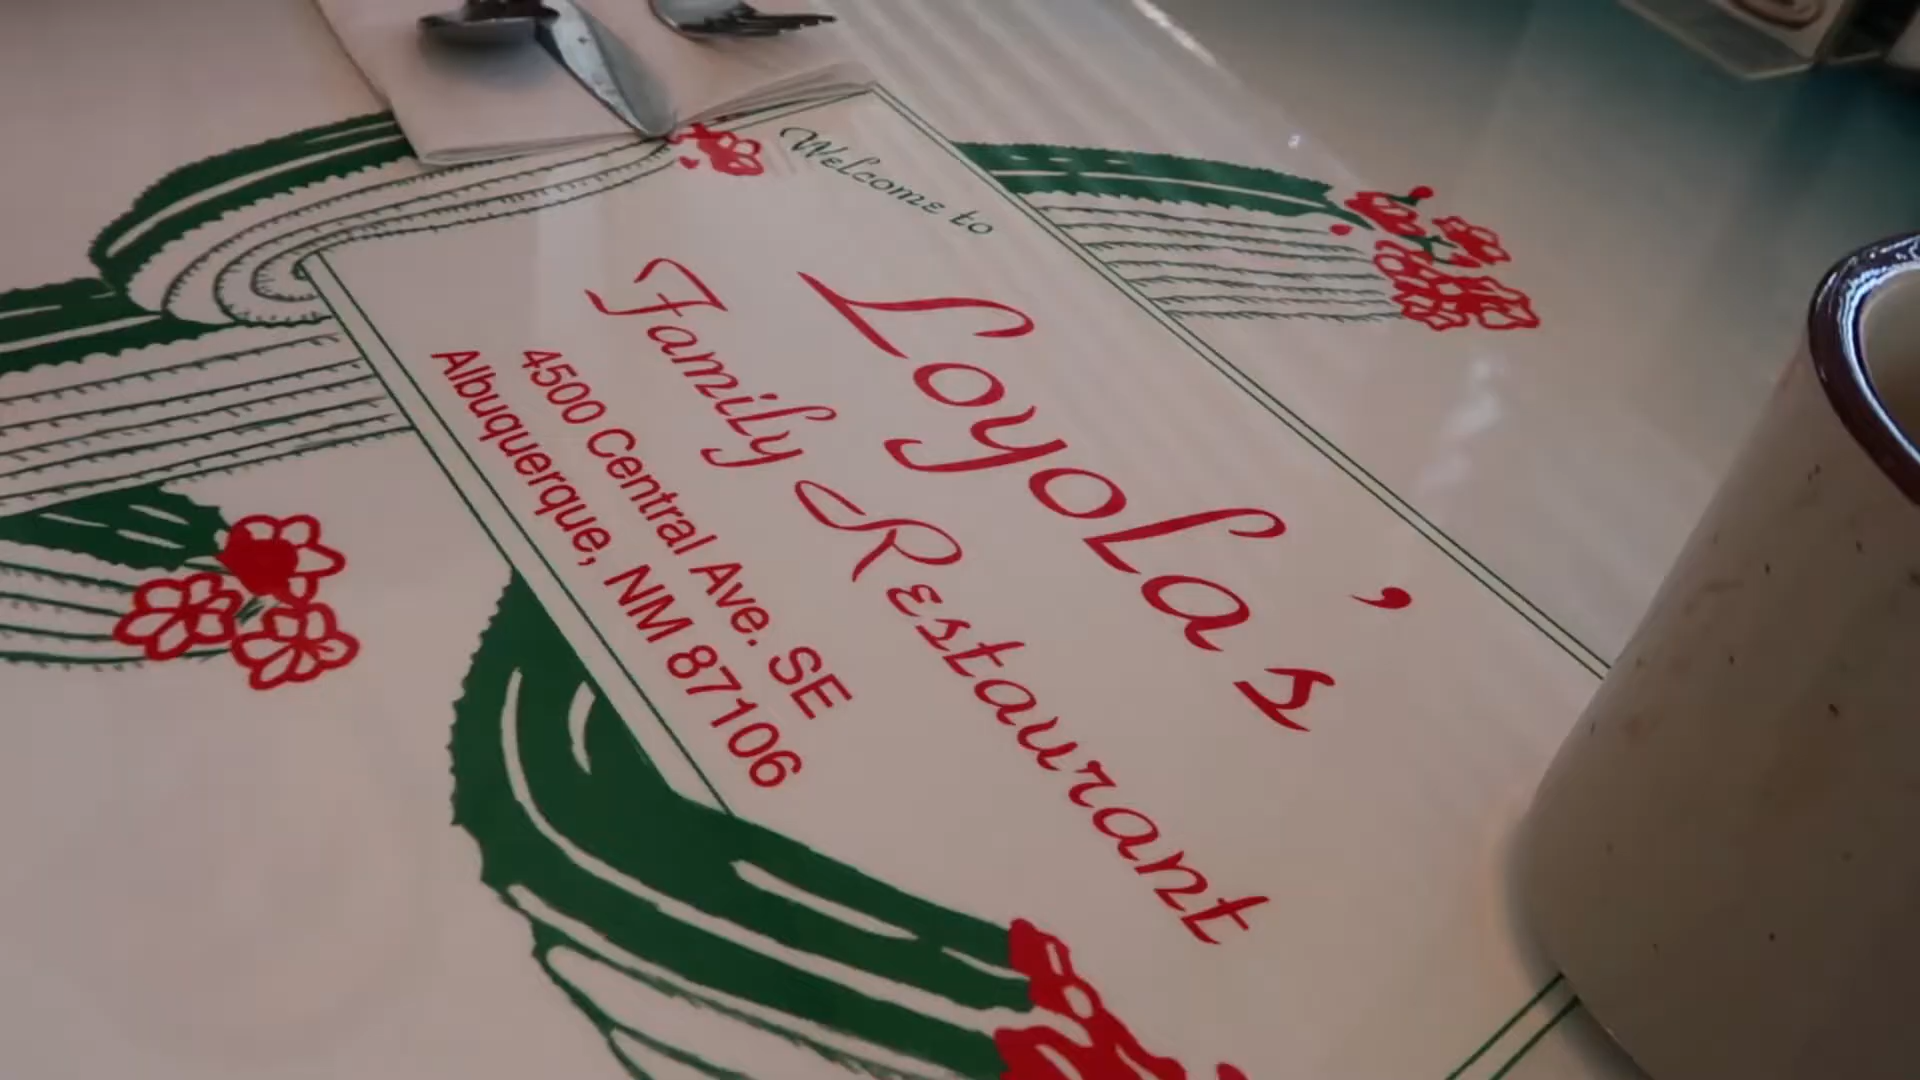 Welcome to
Loyola's
Family Restaurant
4500 Central Ave. SE
Albuquerque, NM 87106